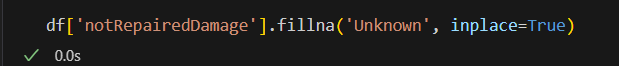 df['notRepairedDamage'].fillna('Unknown', inplace=True)
0.0s